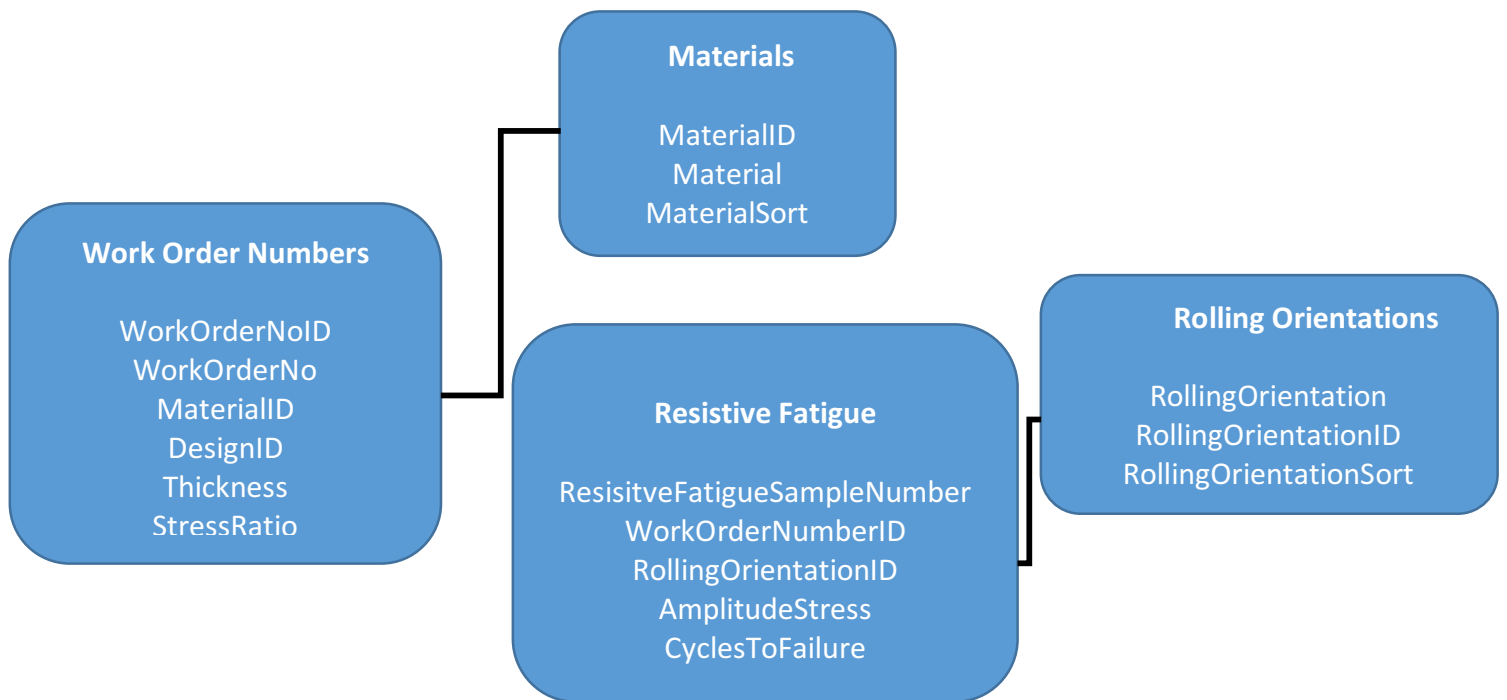 Materials
MaterialID
Material
MaterialSort
Work Order Numbers
WorkOrderNoID
WorkOrderNo
MaterialID
DesignID
Thickness
StressRatio
Resistive Fatigue
ResisitveFatigueSampleNumber
WorkOrderNumberID
RollingOrientationID
AmplitudeStress
CyclesToFailure
Rolling Orientations
RollingOrientation
RollingOrientationID
RollingOrientationSort